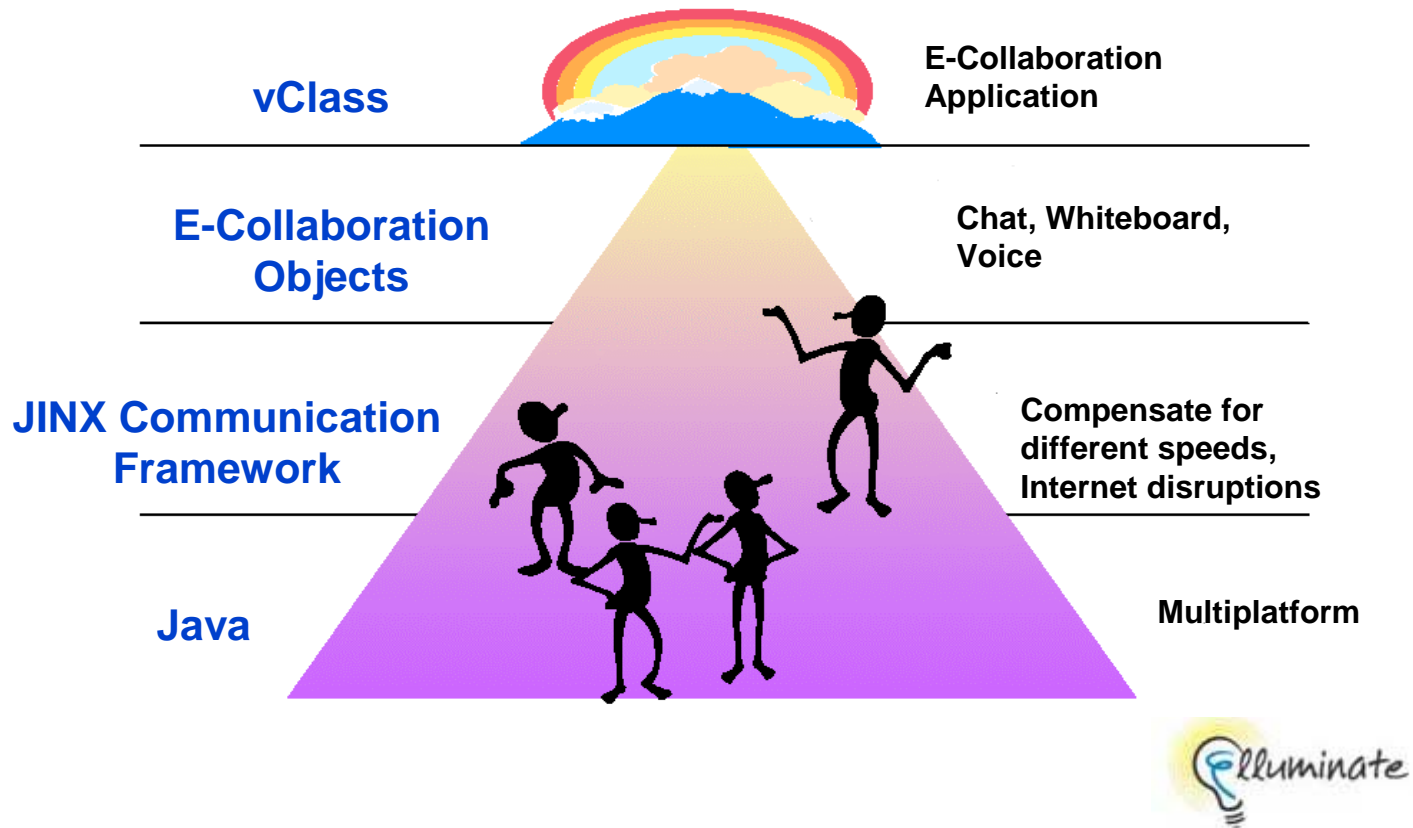 vClass
E-Collaboration
Application
E-Collaboration
Objects
Chat, Whiteboard,
Voice
JINX Communication
Framework
Compensate for
different speeds,
Internet disruptions
Java
Multiplatform
elluminate